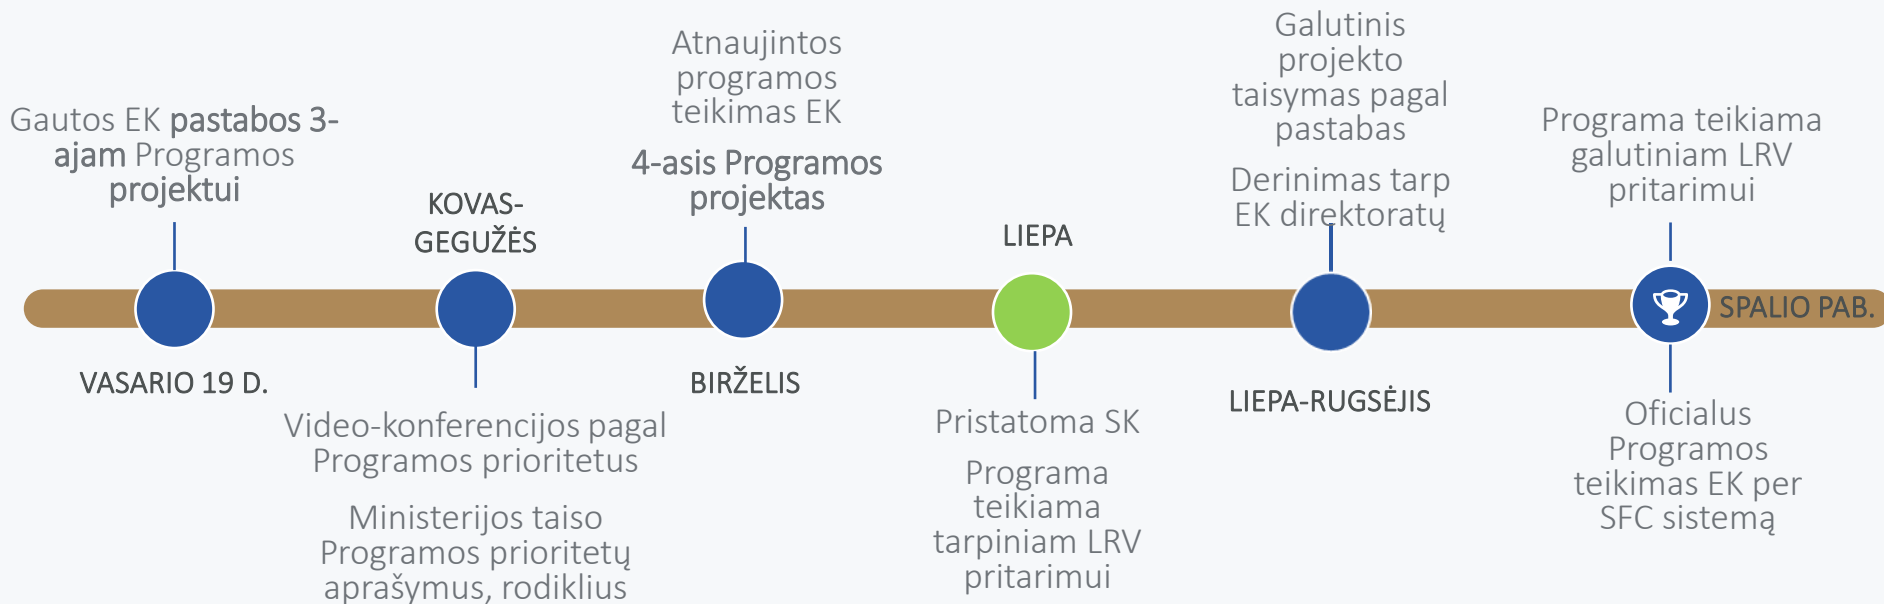 Gautos EK pastabos 3-
ajam Programos
projektui
VASARIO 19 D.
KOVAS-
GEGUŽĖS
Video-konferencijos pagal
Programos prioritetus
Ministerijos taiso
Programos prioritetų
aprašymus, rodiklius
Atnaujintos
programos
teikimas EK
4-asis Programos
projektas
BIRŽELIS
LIEPA
Pristatoma SK
Programa
teikiama
tarpiniam LRV
pritarimui
Galutinis
projekto
taisymas pagal
pastabas
Derinimas tarp
EK direktoratų
LIEPA-RUGSĖJIS
Programa teikiama
galutiniam LRV
pritarimui
SPALIO PAB.
Oficialus
Programos
teikimas EK per
SFC sistemą